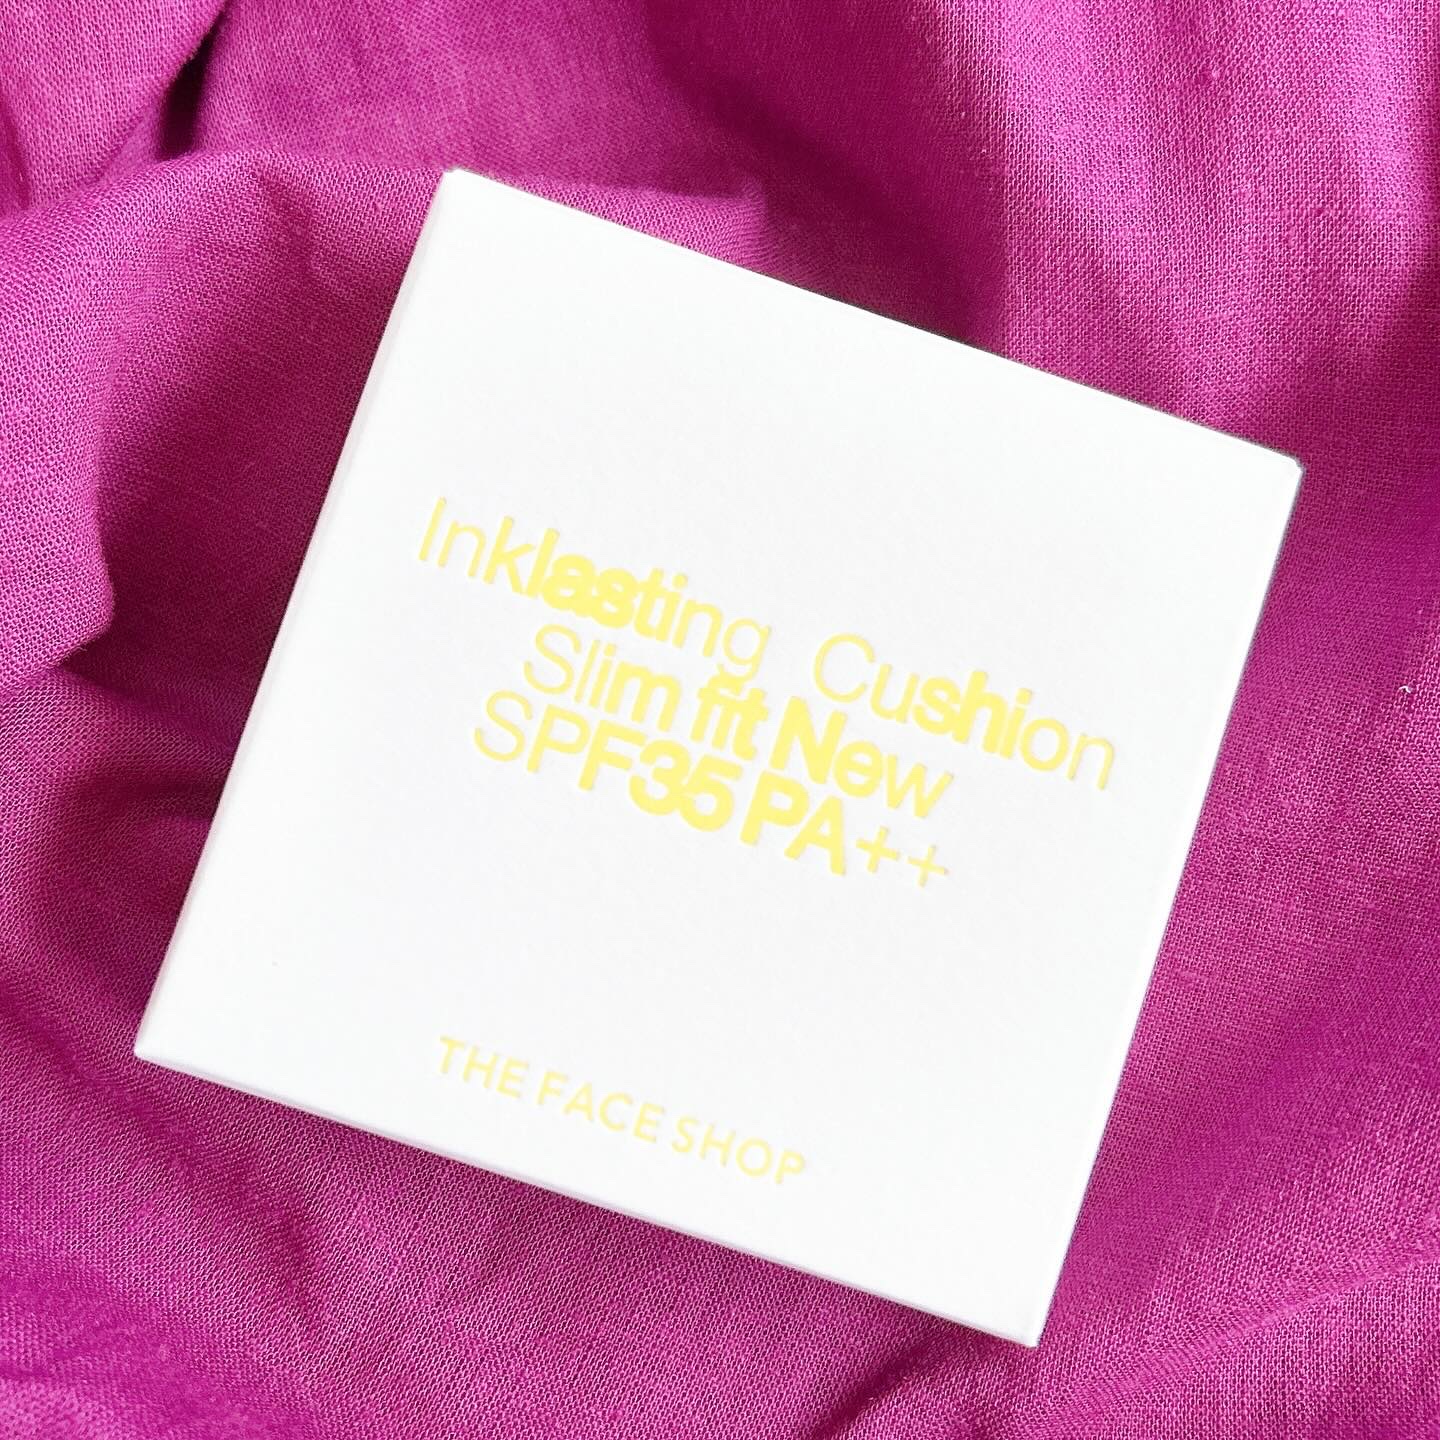 Inklasting Cushion
Slim fit New
SPF35 PA++
THE FACE SHOP